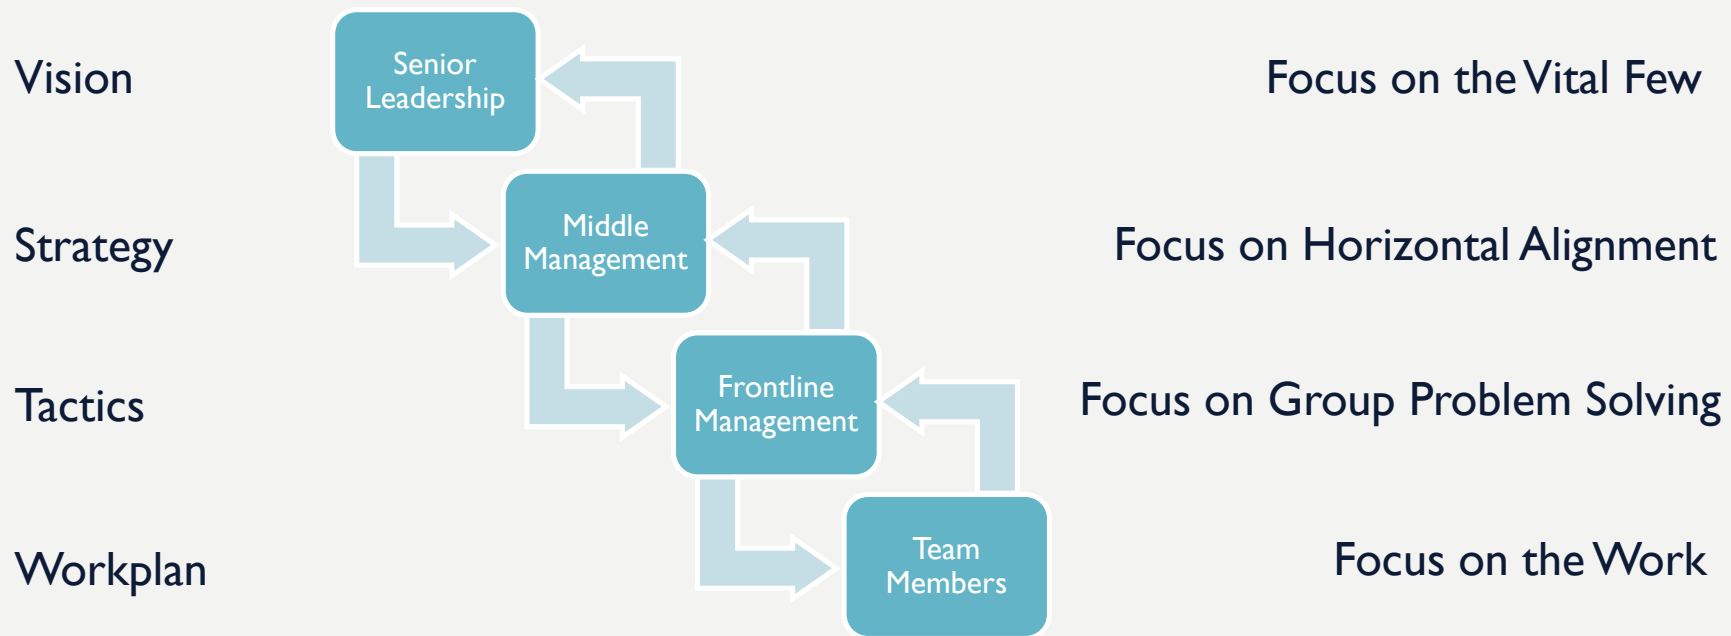 Vision
Senior
Leadership
Focus on the Vital Few
Strategy
Middle
Management
Focus on Horizontal Alignment
Tactics
Frontline
Management
Focus on Group Problem Solving
Workplan
Team
Members
Focus on the Work